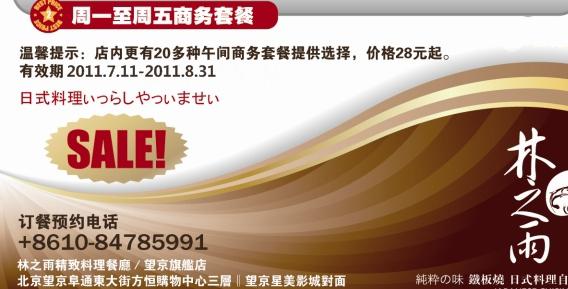 BEST PRICE
周一至周五商务套餐
温馨提示：店内更有20多种午间商务套餐提供选择，价格28元起。
有效期 2011.7.11-2011.8.31
日式料理いっらしやっいませい
SALE!
林之雨
订餐预约电话
+8610-84785991
林之雨精致料理餐廳 / 望京旗艦店
北京望京阜通東大街方恒購物中心三層 || 望京星美影城對面
純粋の味 鐵板燒 日式料理自